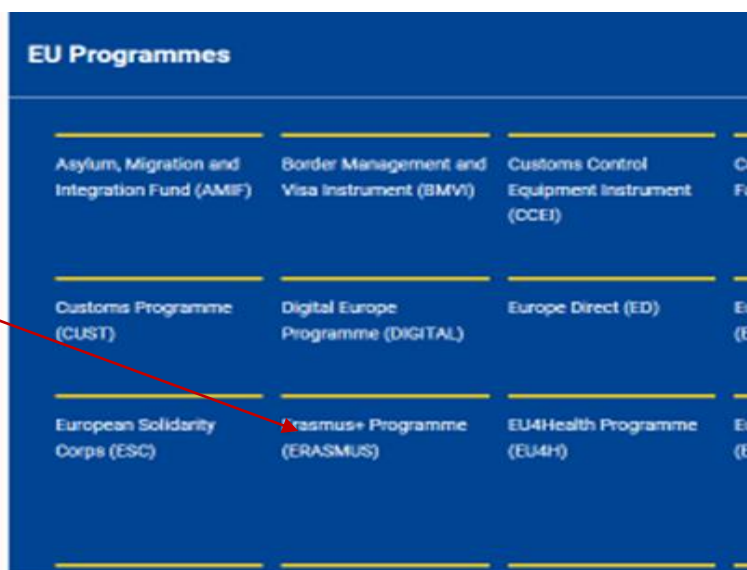 EU Programmes
Asylum, Migration and
Integration Fund (AMIF)
Border Management and
Visa Instrument (BMVI)
Customs Control
Equipment Instrument
(CCEI)
Customs Programme
(CUST)
Digital Europe
Programme (DIGITAL)
Europe Direct (ED)
European Solidarity
Corps (ESC)
Erasmus+ Programme
(ERASMUS)
EU4Health Programme
(EU4H)